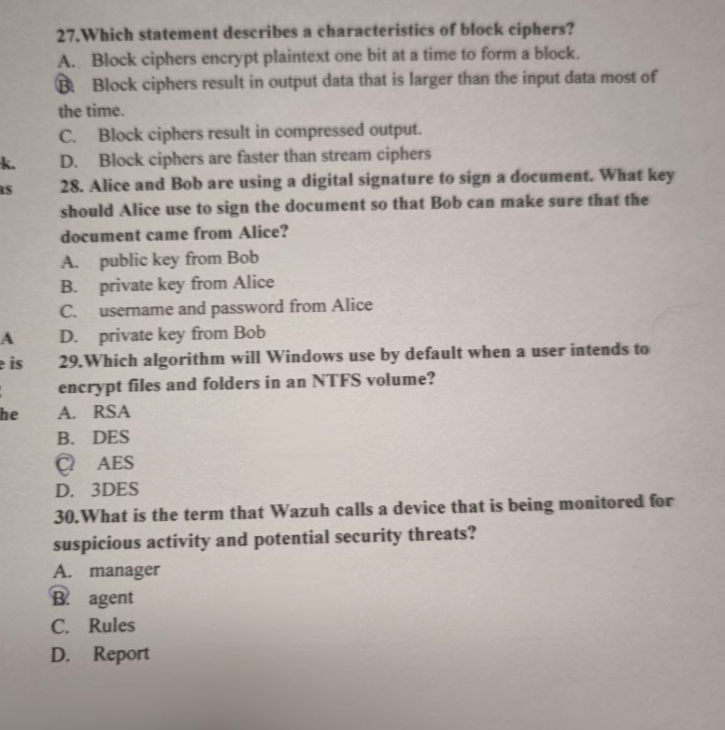 27.Which statement describes a characteristics of block ciphers?
A. Block ciphers encrypt plaintext one bit at a time to form a block.
B. Block ciphers result in output data that is larger than the input data most of
the time.
C. Block ciphers result in compressed output.
k.
D. Block ciphers are faster than stream ciphers
as
28. Alice and Bob are using a digital signature to sign a document. What key
should Alice use to sign the document so that Bob can make sure that the
document came from Alice?
A. public key from Bob
B. private key from Alice
C. username and password from Alice
A
D. private key from Bob
e is
29.Which algorithm will Windows use by default when a user intends to
encrypt files and folders in an NTFS volume?
he
A. RSA
B. DES
C AES
D. 3DES
30.What is the term that Wazuh calls a device that is being monitored for
suspicious activity and potential security threats?
A. manager
B. agent
C. Rules
D. Report